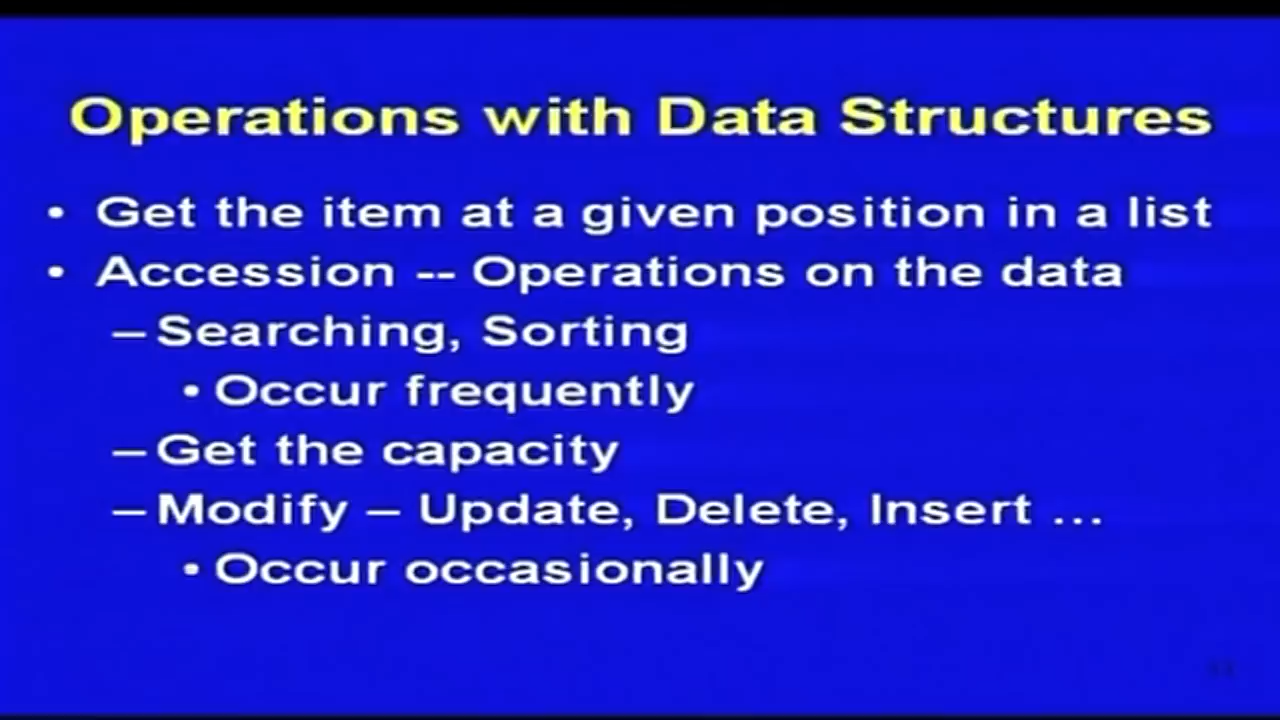 Operations with Data Structures
• Get the item at a given position in a list
• Accession -- Operations on the data
– Searching, Sorting
• Occur frequently
– Get the capacity
– Modify – Update, Delete, Insert ...
• Occur occasionally